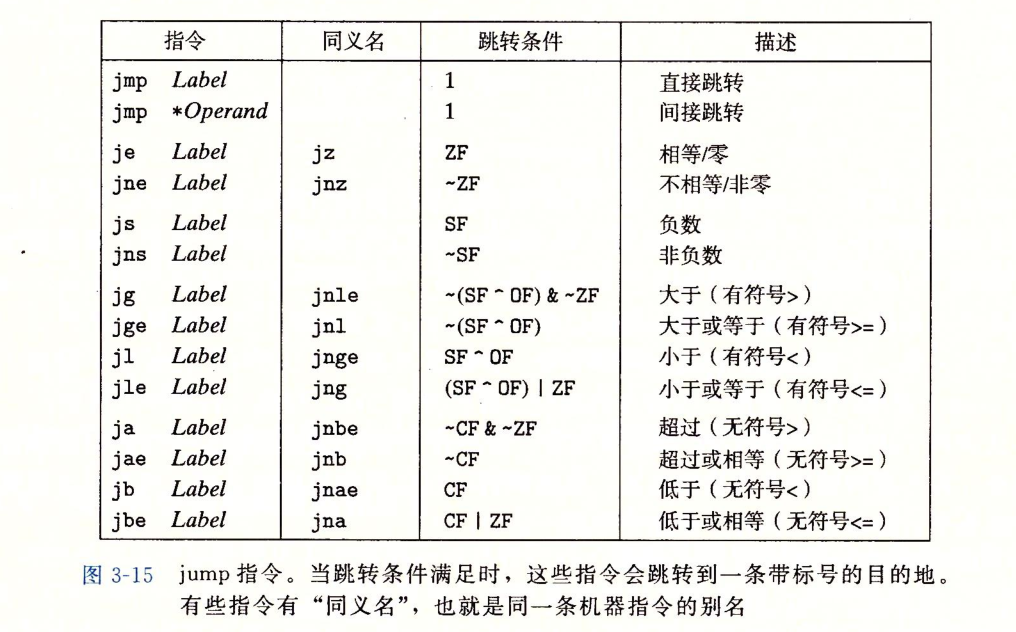 指令 同义名 跳转条件 描述
jmp Label 1 直接跳转
jmp *Operand 1 间接跳转
je Label jz ZF 相等/零
jne Label jnz ~ZF 不相等/非零
js Label SF 负数
jns Label ~SF 非负数
jg Label jnle ~(SF ^ OF) & ~ZF 大于（有符号>）
jge Label jnl ~(SF ^ OF) 大于或等于（有符号>=）
jl Label jnge SF ^ OF 小于（有符号<）
jle Label jng (SF ^ OF) | ZF 小于或等于（有符号<=）
ja Label jnbe ~CF & ~ZF 超过（无符号>）
jae Label jnb ~CF 超过或相等（无符号>=）
jb Label jnae CF 低于（无符号<）
jbe Label jna CF | ZF 低于或相等（无符号<=）
图 3-15 jump 指令。当跳转条件满足时，这些指令会跳转到一条带标号的目的地。
有些指令有“同义名”，也就是同一条机器指令的别名